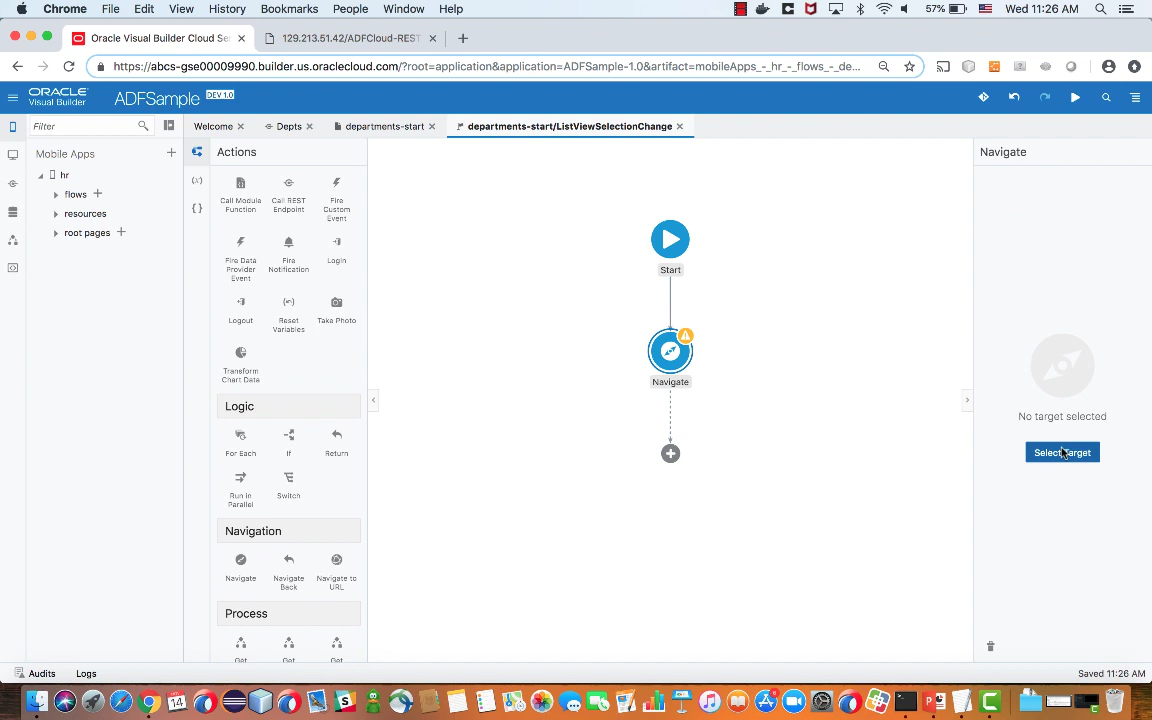 Chrome File Edit View History Bookmarks People Window Help 57% Wed 11:26 AM
Oracle Visual Builder Cloud Se 129.213.51.42/ADFCloud-REST
https://abcs-gse00009990.builder.us.oraclecloud.com/?root=application&application=ADFSample-1.0&artifact=mobileApps_-_hr_-_flows_-_de...
ORACLE
Visual Builder
ADFSample DEV 1.0
Filter
Welcome Depts departments-start departments-start/ListViewSelectionChange
Mobile Apps
hr
flows
resources
root pages
Actions
Call Module Function
Call REST Endpoint
Fire Custom Event
Fire Data Provider Event
Fire Notification
Login
Logout
Reset Variables
Take Photo
Transform Chart Data
Logic
For Each
If
Return
Run in Parallel
Switch
Navigation
Navigate
Navigate Back
Navigate to URL
Process
Get
Get
Get
Start
Navigate
Navigate
No target selected
Select Target
Audits Logs
Saved 11:26 AM